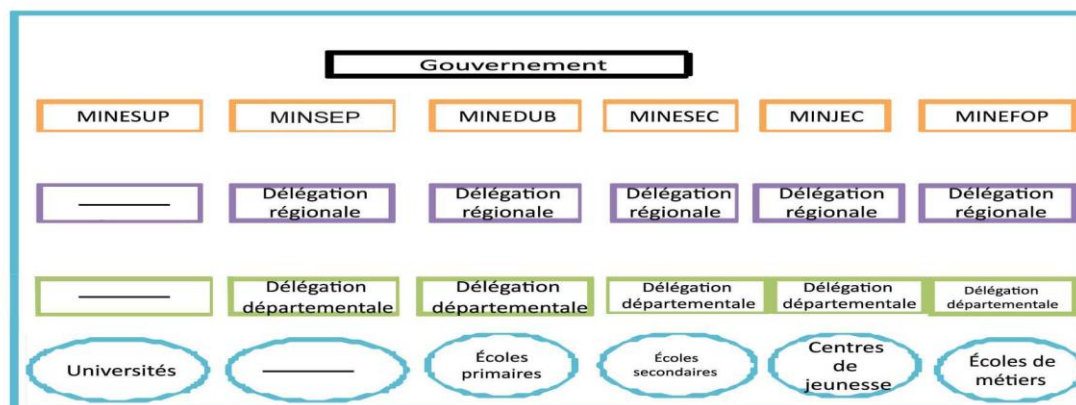 Gouvernement
MINESUP
MINSEP
MINEDUB
MINESEC
MINJEC
MINEFOP
Délégation
régionale
Délégation
régionale
Délégation
régionale
Délégation
régionale
Délégation
régionale
Délégation
départementale
Délégation
départementale
Délégation
départementale
Délégation
départementale
Délégation
départementale
Universités
Écoles
primaires
Écoles
secondaires
Centres
de
jeunesse
Écoles de
métiers